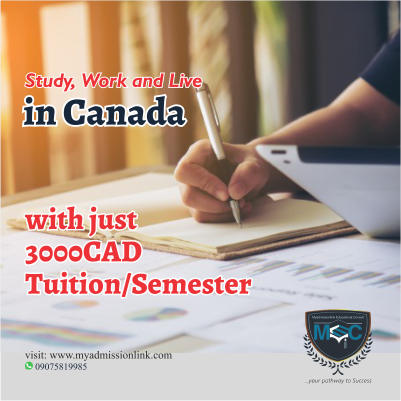 Study, Work and Live
in Canada
with just
3000CAD
Tuition/Semester
visit: www.myadmissionlink.com
09075819985
...your pathway to Success